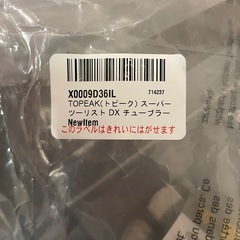 X0009D36IL
714237
TOPEAK(トピーク) スーパー
ツーリスト DX チューブラー
NewItem
このラベルはきれいにはがせます